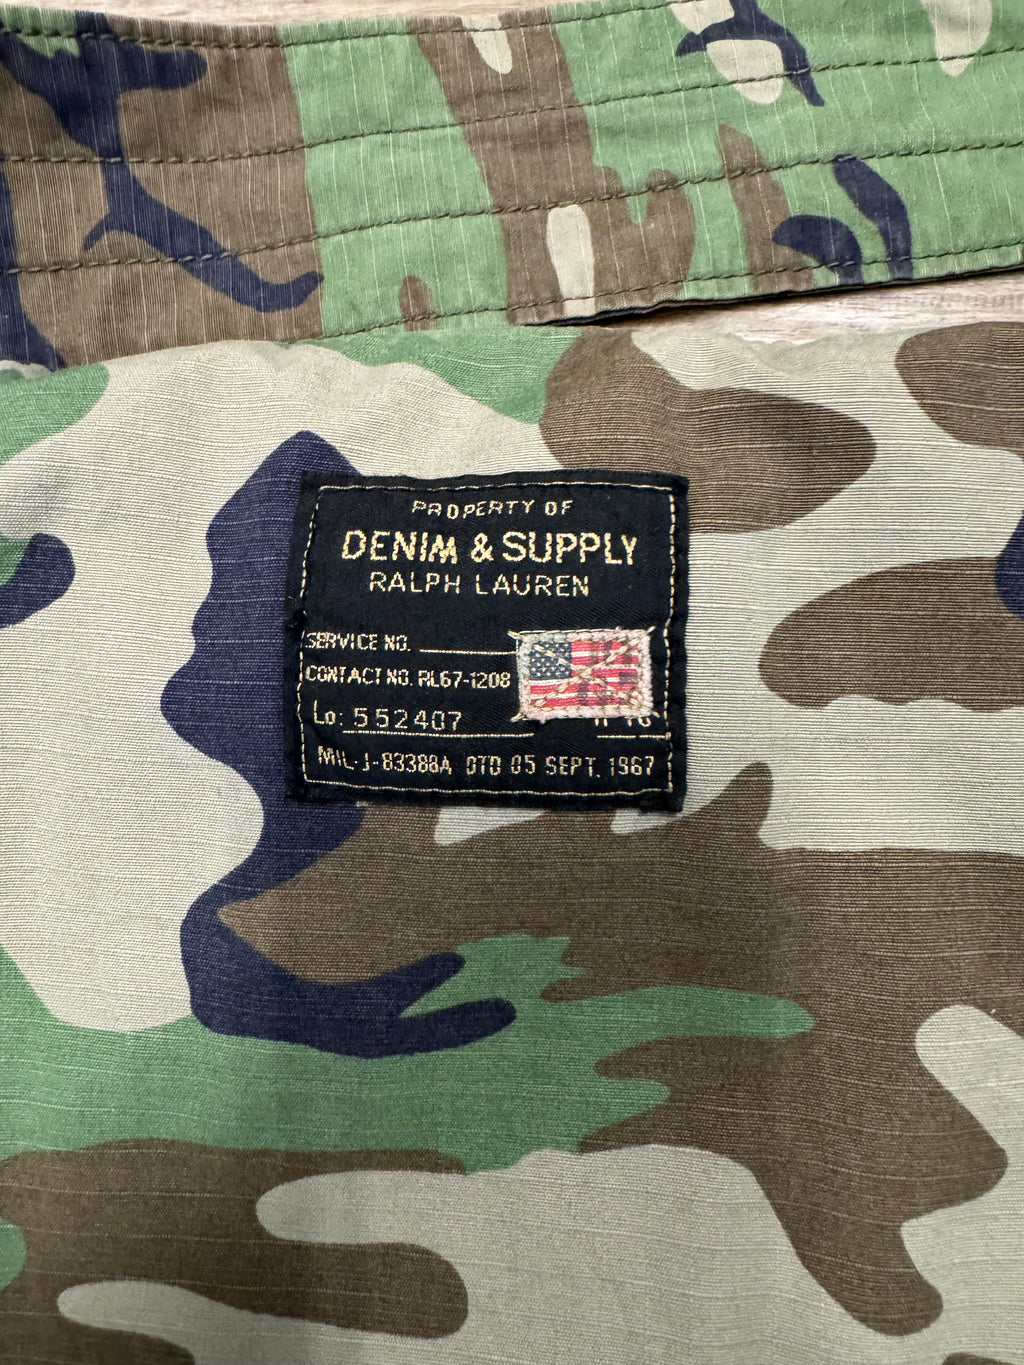 PROPERTY OF
DENIM & SUPPLY
RALPH LAUREN
SERVICE NO.
CONTACT NO. RL67-1208
Lo: 552407
MIL-J-83388A DTD 05 SEPT. 1967